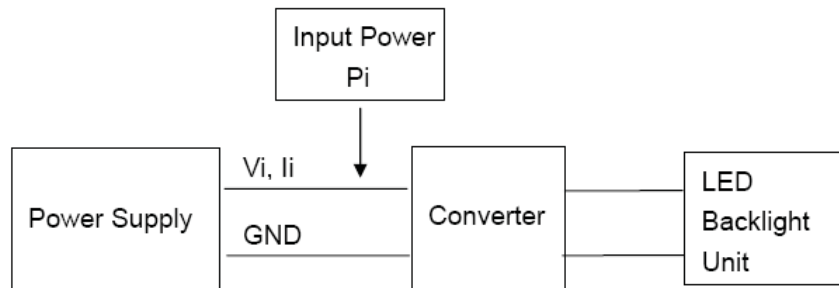 Input Power
Pi
Vi, Ii
Power Supply
GND
Converter
LED
Backlight
Unit